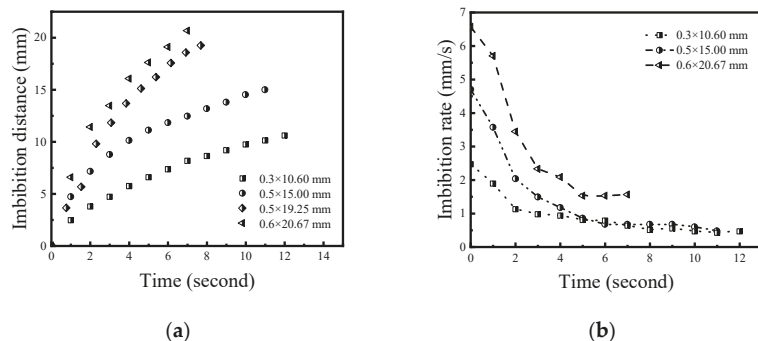 20
15
10
5
0
0 2 4 6 8 10 12 14
Imbibition distance (mm)
Time (second)
0.3×10.60 mm
0.5×15.00 mm
0.5×19.25 mm
0.6×20.67 mm
(a)
7
6
5
4
3
2
1
0
0 2 4 6 8 10 12
Imbibition rate (mm/s)
Time (second)
0.3×10.60 mm
0.5×15.00 mm
0.6×20.67 mm
(b)